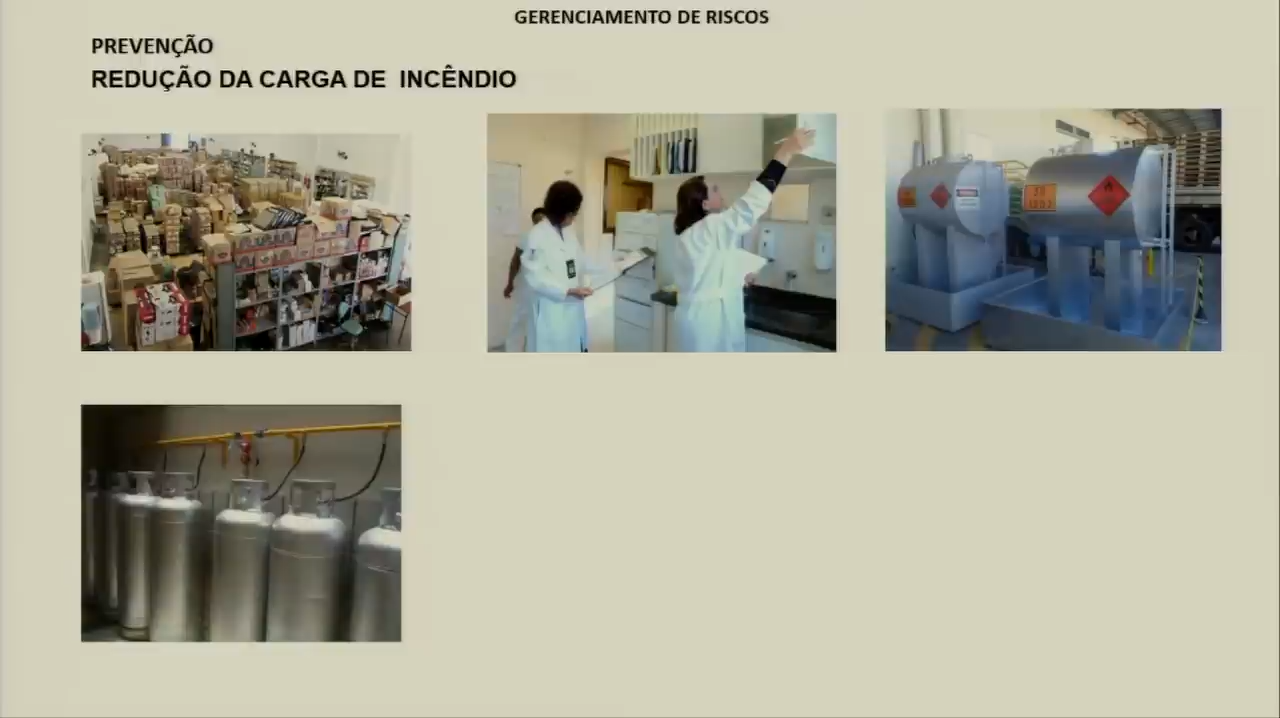 GERENCIAMENTO DE RISCOS
PREVENÇÃO
REDUÇÃO DA CARGA DE  INCÊNDIO